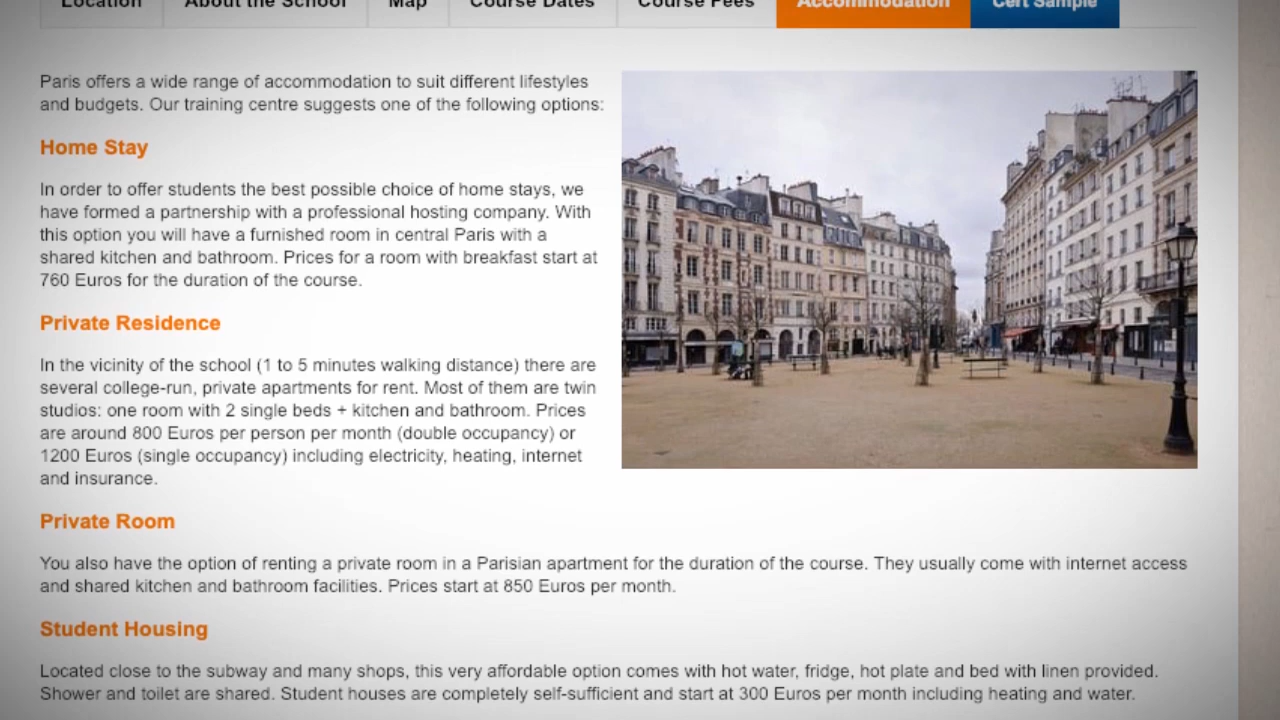 Location About the School Map Course Dates Course Fees Accommodation Cert Sample
Paris offers a wide range of accommodation to suit different lifestyles
and budgets. Our training centre suggests one of the following options:
Home Stay
In order to offer students the best possible choice of home stays, we
have formed a partnership with a professional hosting company. With
this option you will have a furnished room in central Paris with a
shared kitchen and bathroom. Prices for a room with breakfast start at
760 Euros for the duration of the course.
Private Residence
In the vicinity of the school (1 to 5 minutes walking distance) there are
several college-run, private apartments for rent. Most of them are twin
studios: one room with 2 single beds + kitchen and bathroom. Prices
are around 800 Euros per person per month (double occupancy) or
1200 Euros (single occupancy) including electricity, heating, internet
and insurance.
Private Room
You also have the option of renting a private room in a Parisian apartment for the duration of the course. They usually come with internet access
and shared kitchen and bathroom facilities. Prices start at 850 Euros per month.
Student Housing
Located close to the subway and many shops, this very affordable option comes with hot water, fridge, hot plate and bed with linen provided.
Shower and toilet are shared. Student houses are completely self-sufficient and start at 300 Euros per month including heating and water.